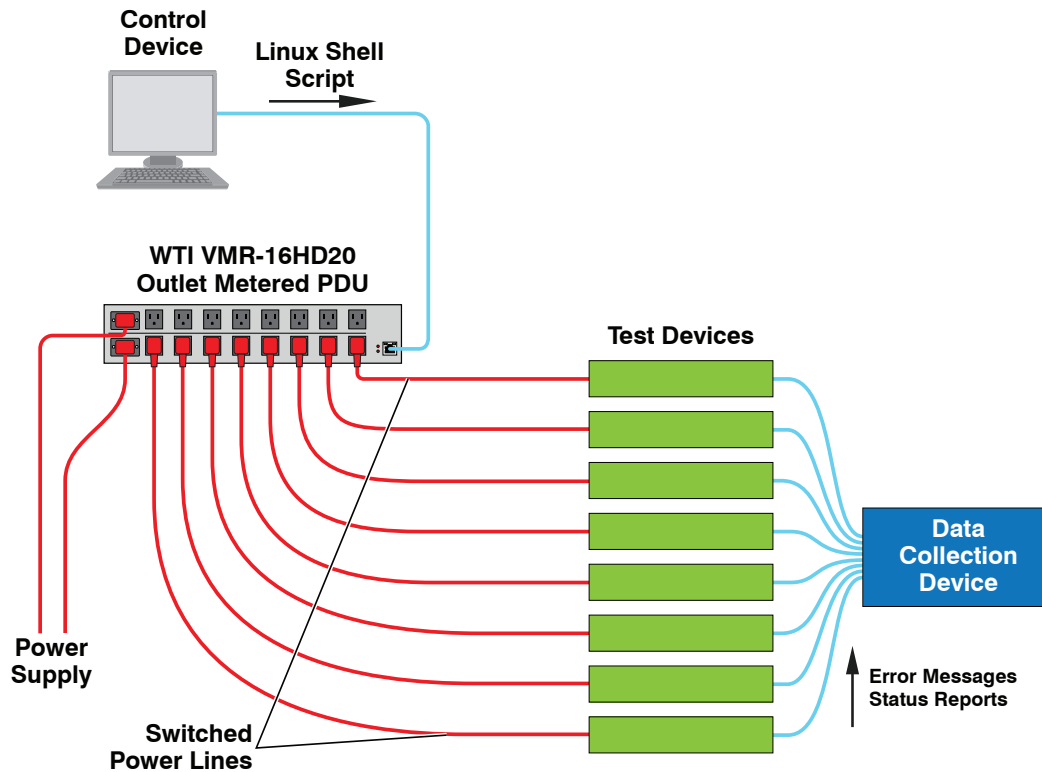 Control
Device
Linux Shell
Script
WTI VMR-16HD20
Outlet Metered PDU
Test Devices
Data
Collection
Device
Power
Supply
Error Messages
Status Reports
Switched
Power Lines